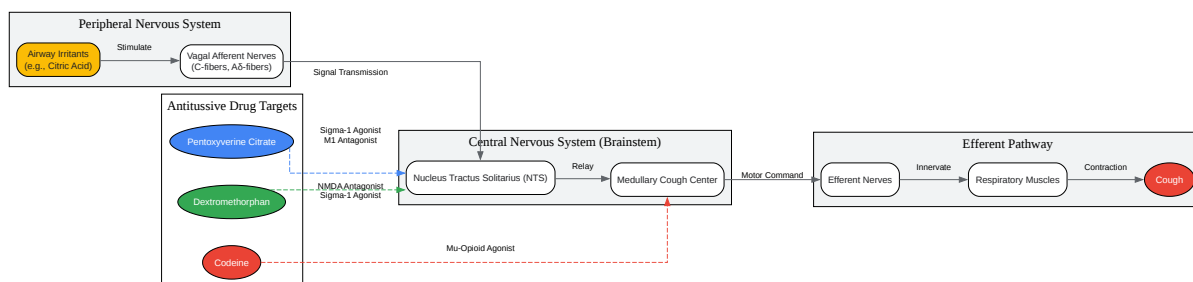 Peripheral Nervous System
Airway Irritants
(e.g., Citric Acid)
Stimulate
Vagal Afferent Nerves
(C-fibers, Aδ-fibers)
Signal Transmission
Antitussive Drug Targets
Pentoxyverine Citrate
Sigma-1 Agonist
M1 Antagonist
Dextromethorphan
NMDA Antagonist
Sigma-1 Agonist
Codeine
Mu-Opioid Agonist
Central Nervous System (Brainstem)
Nucleus Tractus Solitarius (NTS)
Relay
Medullary Cough Center
Motor Command
Efferent Pathway
Efferent Nerves
Innervate
Respiratory Muscles
Contraction
Cough